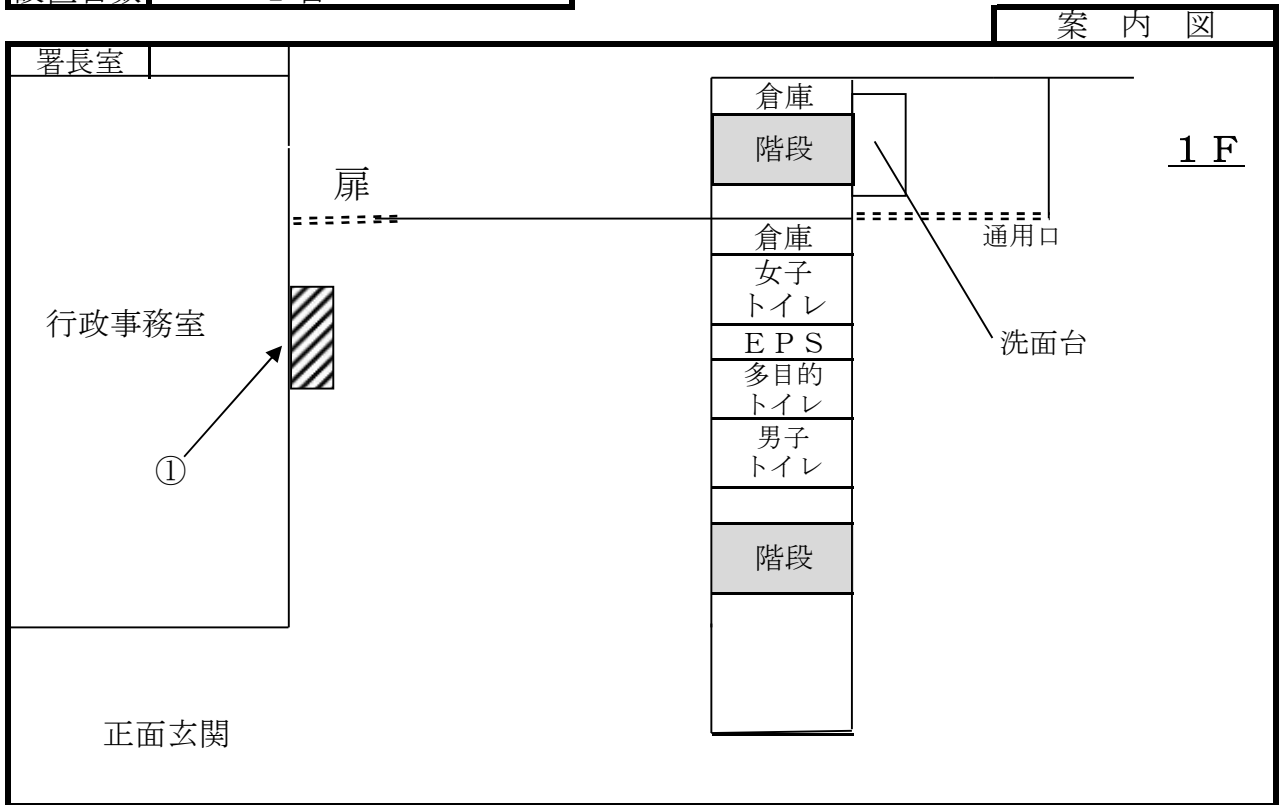 案 内 図
署長室
倉庫
階段
1 F
扉
倉庫
通用口
女子
トイレ
行政事務室
E P S
洗面台
多目的
トイレ
男子
トイレ
①
階段
正面玄関